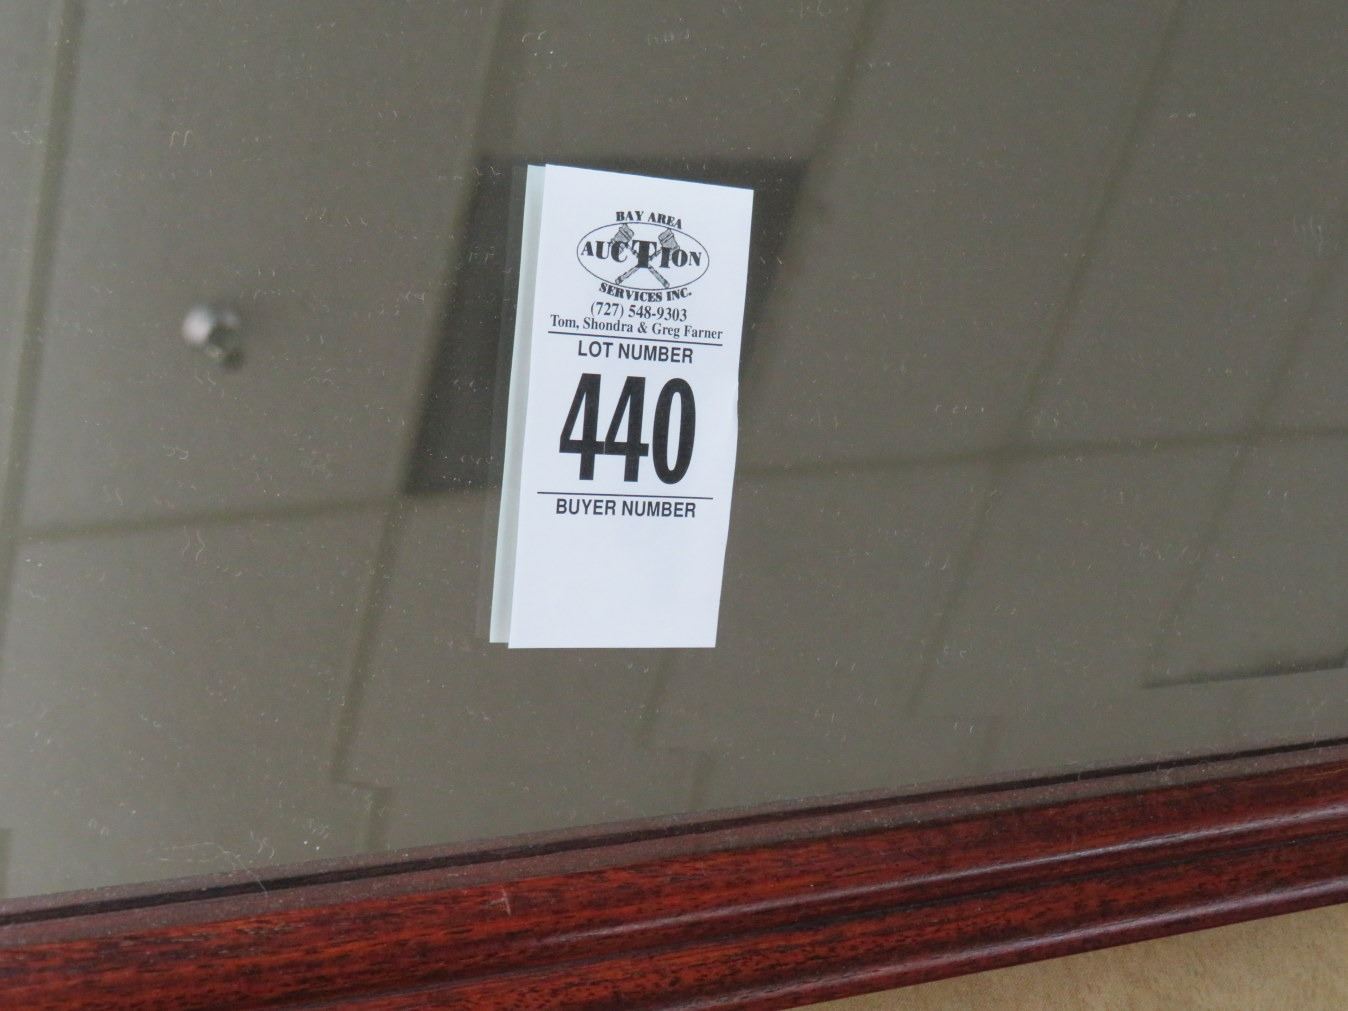 BAY AREA
AUCTION
SERVICES INC.
(727) 548-9303
Tom, Shondra & Greg Farner
LOT NUMBER
440
BUYER NUMBER